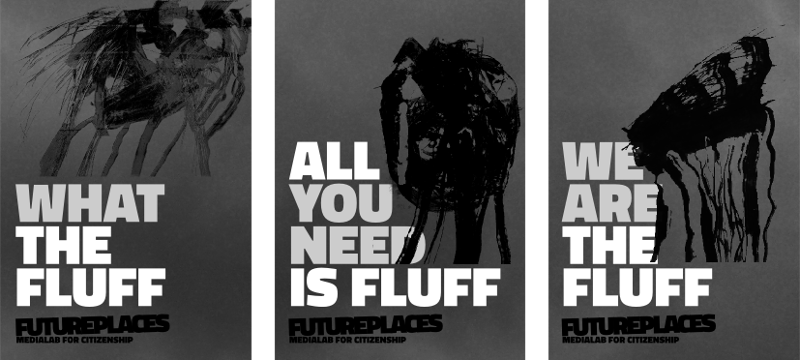 WHAT
THE
FLUFF
FUTUREPLACES
MEDIALAB FOR CITIZENSHIP
ALL
YOU
NEED
IS FLUFF
FUTUREPLACES
MEDIALAB FOR CITIZENSHIP
WE
ARE
THE
FLUFF
FUTUREPLACES
MEDIALAB FOR CITIZENSHIP